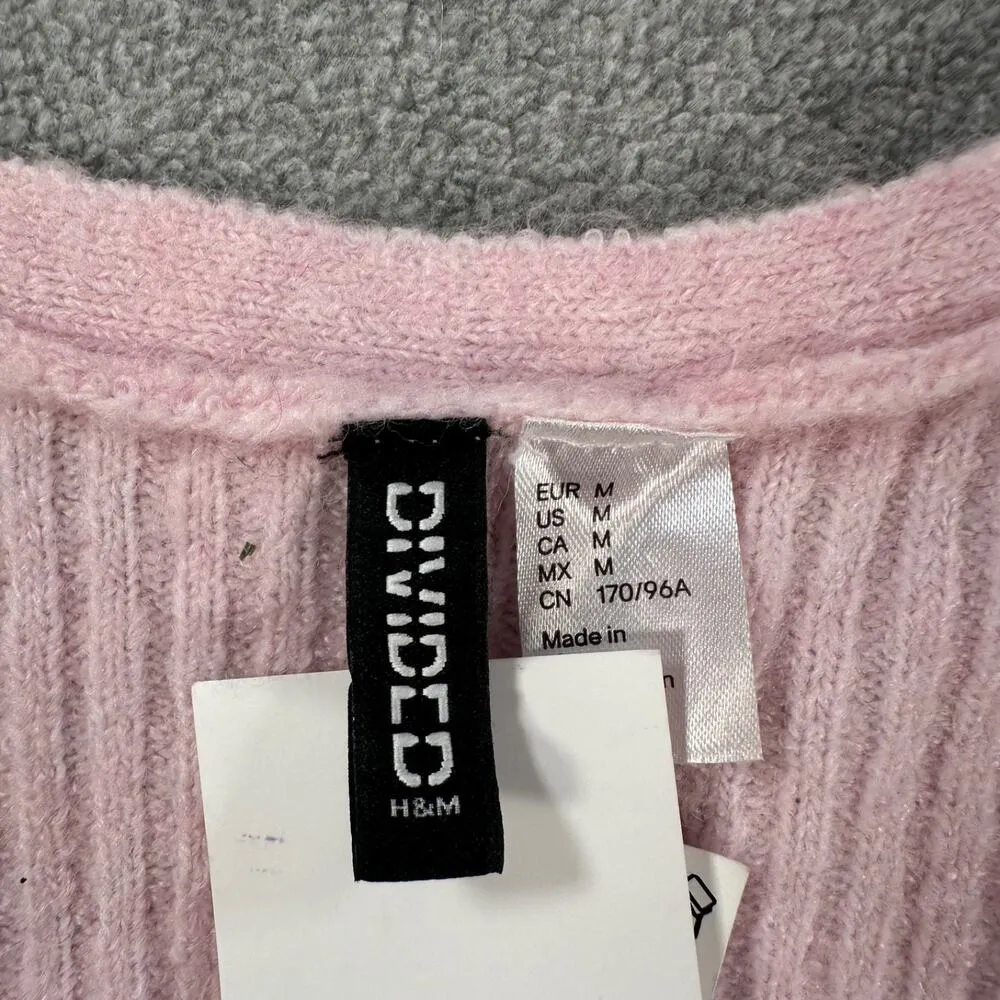 DIVIDED
H&M
EUR M
US M
CA M
MX M
CN 170/96A
Made in